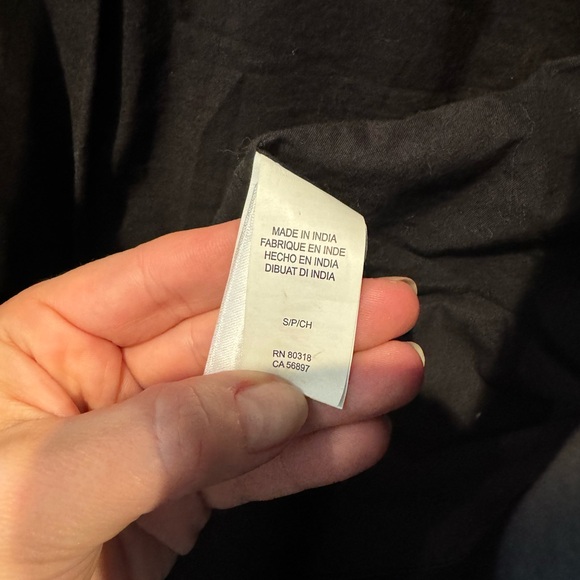 MADE IN INDIA
FABRIQUE EN INDE
HECHO EN INDIA
DIBUAT DI INDIA
S/P/CH
RN 80318
CA 56897